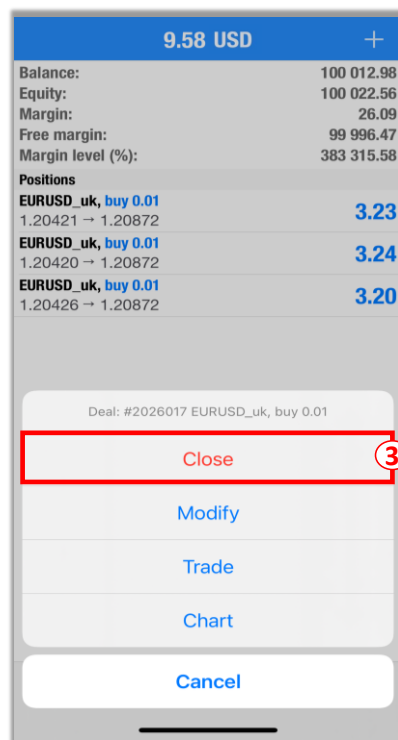 9.58 USD +
Balance: 100 012.98
Equity: 100 022.56
Margin: 26.09
Free margin: 99 996.47
Margin level (%): 383 315.58
Positions
EURUSD_uk, buy 0.01
1.20421 → 1.20872 3.23
EURUSD_uk, buy 0.01
1.20420 → 1.20872 3.24
EURUSD_uk, buy 0.01
1.20426 → 1.20872 3.20
Deal: #2026017 EURUSD_uk, buy 0.01
Close ③
Modify
Trade
Chart
Cancel